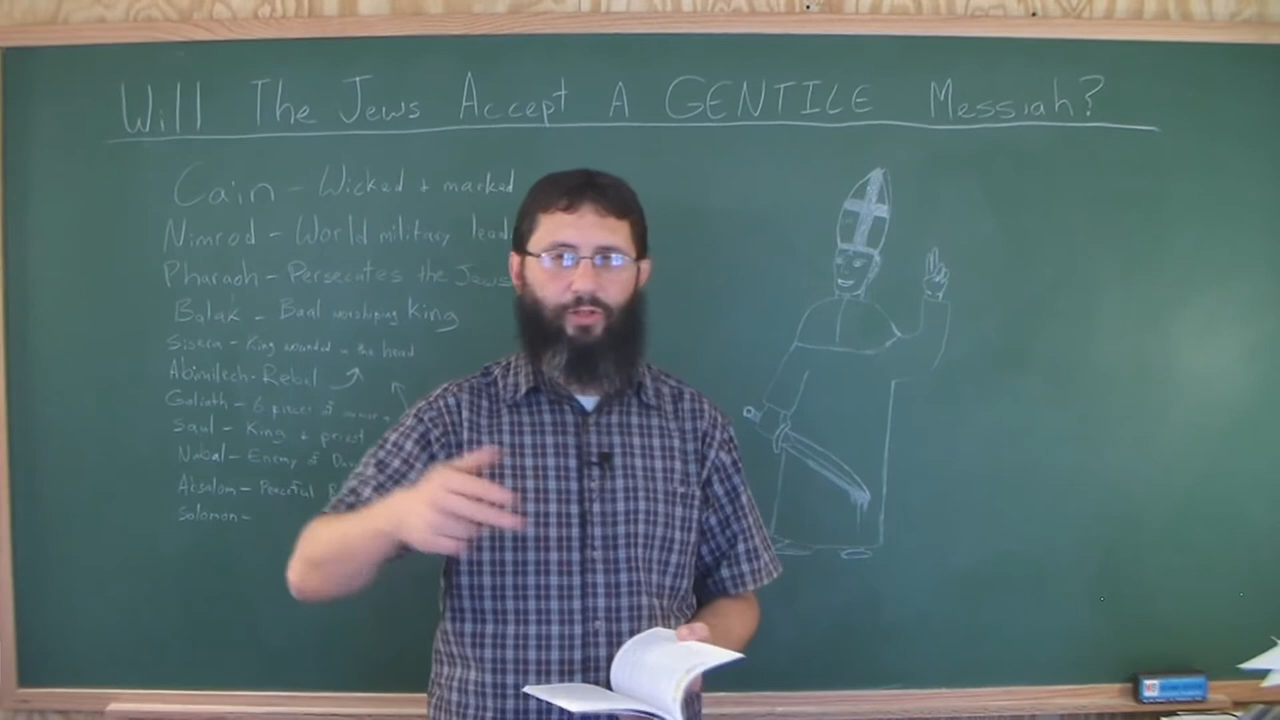 Will The Jews Accept A GENTILE Messiah?
Cain - Wicked + marked
Nimrod - World military lead
Pharaoh - Persecutes the Jews
Balak - Baal worshiping King
Sisera - King wounded in the head
Abimilech - Rebel
Goliath - 6 pieces of
Saul - King + priest
Nabal - Enemy of Dav
Absalom - Peaceful R
Solomon -